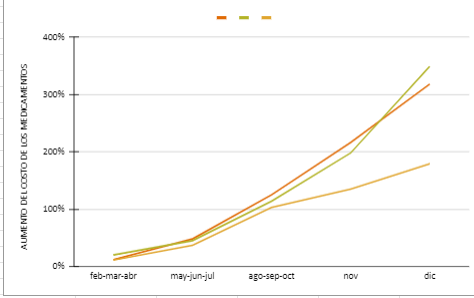 400%
300%
200%
100%
0%
AUMENTO DEL COSTO DE LOS MEDICAMENTOS
feb-mar-abr
may-jun-jul
ago-sep-oct
nov
dic